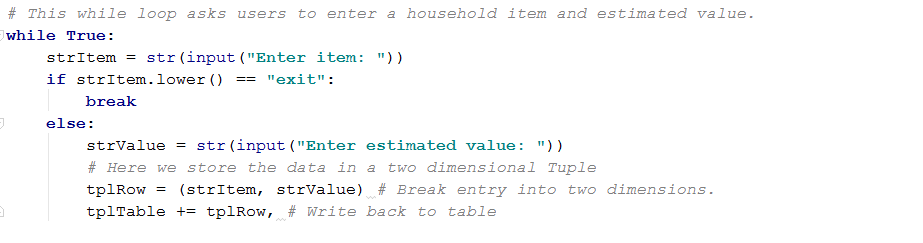 # This while loop asks users to enter a household item and estimated value.
while True:
    strItem = str(input("Enter item: "))
    if strItem.lower() == "exit":
        break
    else:
        strValue = str(input("Enter estimated value: "))
        # Here we store the data in a two dimensional Tuple
        tplRow = (strItem, strValue) # Break entry into two dimensions.
        tplTable += tplRow, # Write back to table